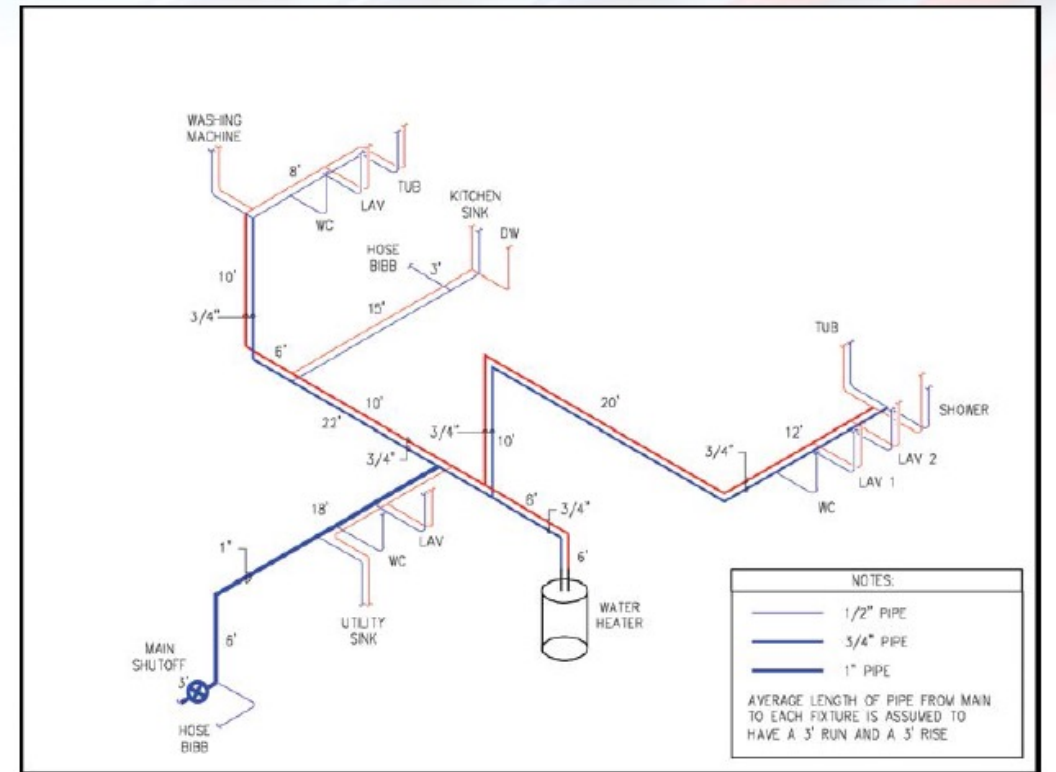 WASHING
MACHINE
8'
TUB
LAV
WC
KITCHEN
SINK
DW
HOSE
BIBB
3'
10'
15'
3/4"
6'
TUB
10'
20'
SHOWER
22'
3/4"
10'
12'
3/4"
3/4"
LAV 2
LAV 1
WC
18'
6'
3/4"
LAV
WC
6'
1"
UTILITY
SINK
WATER
HEATER
6'
MAIN
SHUTOFF
3'
HOSE
BIBB
NOTES:
1/2" PIPE
3/4" PIPE
1" PIPE
AVERAGE LENGTH OF PIPE FROM MAIN
TO EACH FIXTURE IS ASSUMED TO
HAVE A 3' RUN AND A 3' RISE